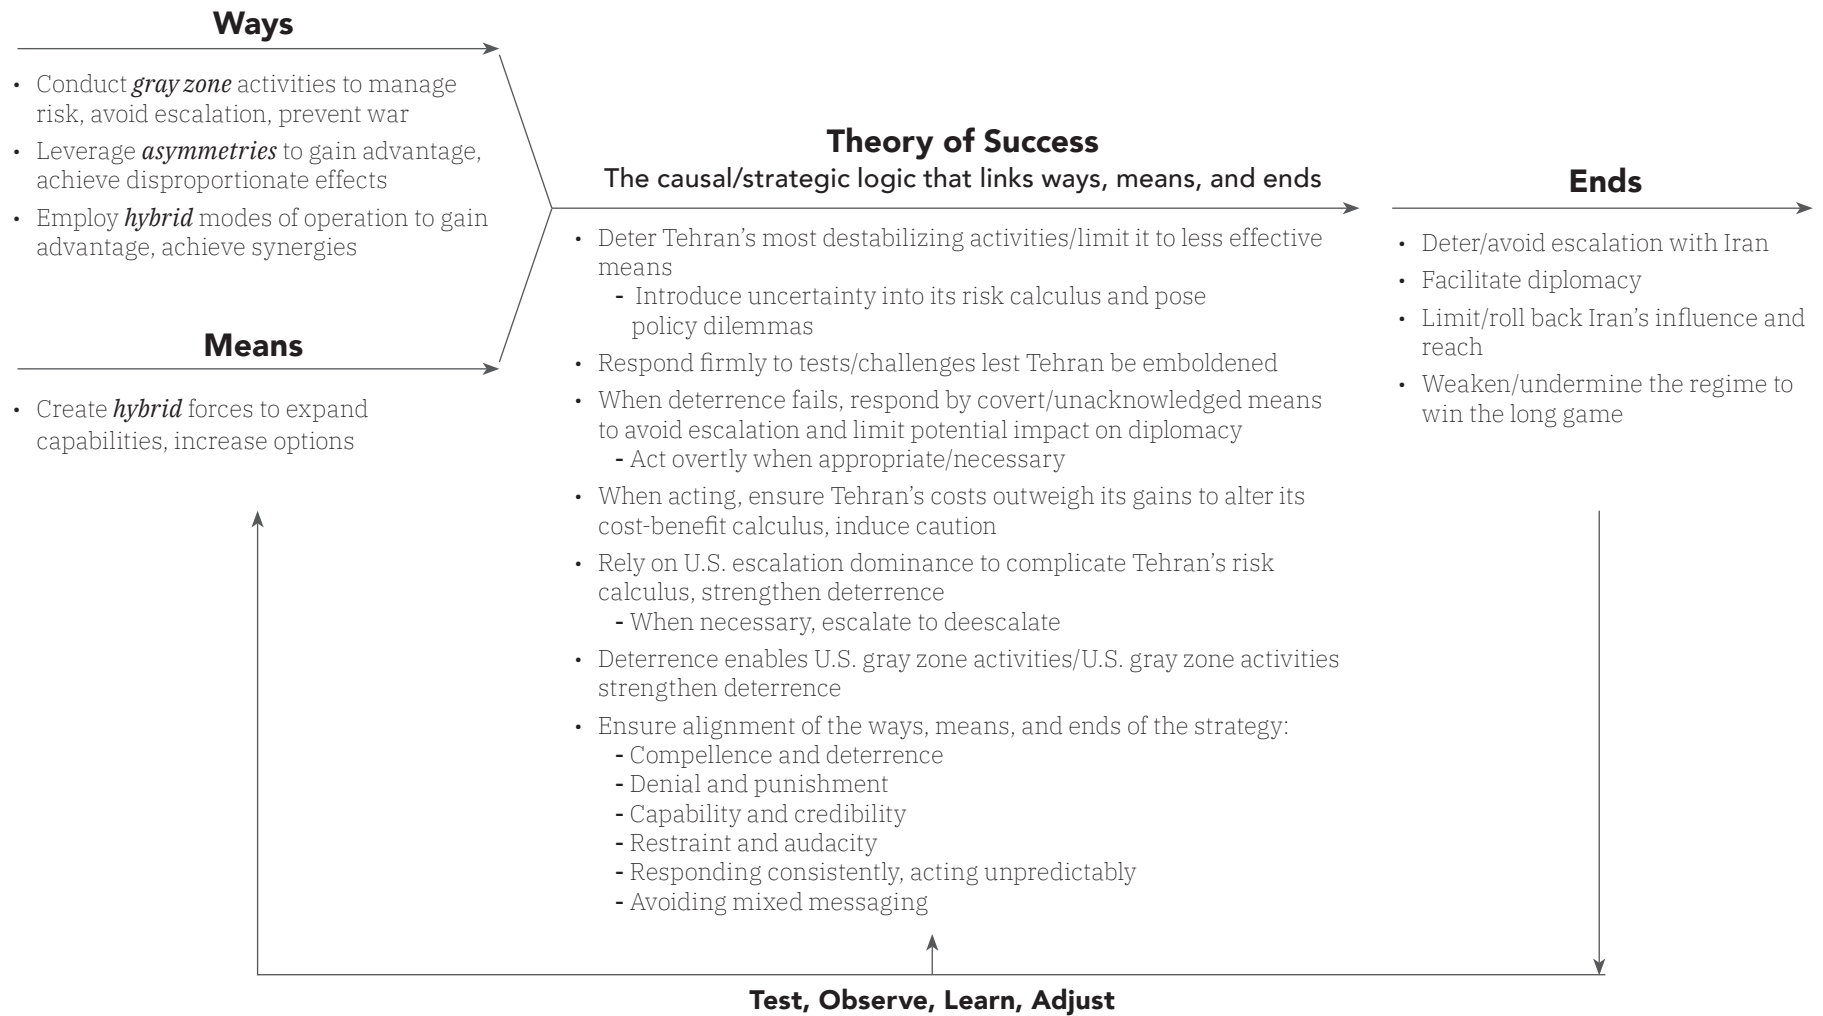 Ways
• Conduct gray zone activities to manage
risk, avoid escalation, prevent war
• Leverage asymmetries to gain advantage,
achieve disproportionate effects
• Employ hybrid modes of operation to gain
advantage, achieve synergies
Means
• Create hybrid forces to expand
capabilities, increase options
Theory of Success
The causal/strategic logic that links ways, means, and ends
• Deter Tehran’s most destabilizing activities/limit it to less effective
means
- Introduce uncertainty into its risk calculus and pose
policy dilemmas
• Respond firmly to tests/challenges lest Tehran be emboldened
• When deterrence fails, respond by covert/unacknowledged means
to avoid escalation and limit potential impact on diplomacy
- Act overtly when appropriate/necessary
• When acting, ensure Tehran’s costs outweigh its gains to alter its
cost-benefit calculus, induce caution
• Rely on U.S. escalation dominance to complicate Tehran’s risk
calculus, strengthen deterrence
- When necessary, escalate to deescalate
• Deterrence enables U.S. gray zone activities/U.S. gray zone activities
strengthen deterrence
• Ensure alignment of the ways, means, and ends of the strategy:
- Compellence and deterrence
- Denial and punishment
- Capability and credibility
- Restraint and audacity
- Responding consistently, acting unpredictably
- Avoiding mixed messaging
Ends
• Deter/avoid escalation with Iran
• Facilitate diplomacy
• Limit/roll back Iran’s influence and
reach
• Weaken/undermine the regime to
win the long game
Test, Observe, Learn, Adjust